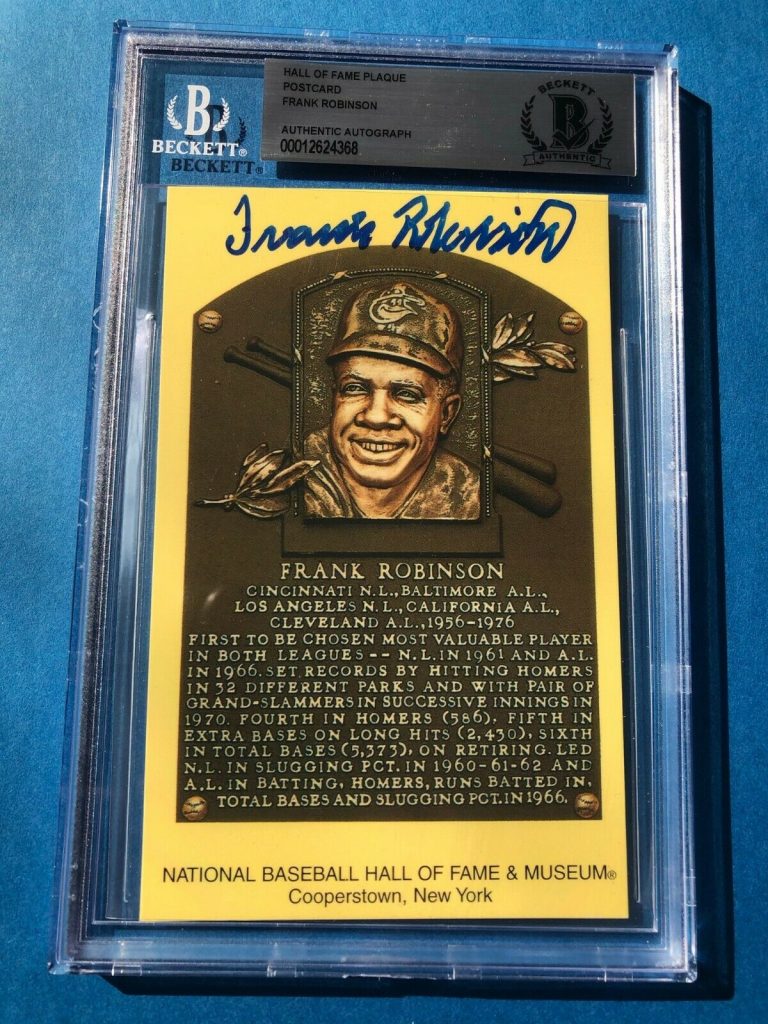 HALL OF FAME PLAQUE
POSTCARD
FRANK ROBINSON
AUTHENTIC AUTOGRAPH
00012624368
B
BECKETT®
BECKETT®
BECKETT
B
AUTHENTIC
Frank Robinson
FRANK ROBINSON
CINCINNATI N.L., BALTIMORE A.L.,
LOS ANGELES N.L., CALIFORNIA A.L.,
CLEVELAND A.L., 1956-1976
FIRST TO BE CHOSEN MOST VALUABLE PLAYER
IN BOTH LEAGUES -- N.L. IN 1961 AND A.L.
IN 1966. SET RECORDS BY HITTING HOMERS
IN 32 DIFFERENT PARKS AND WITH PAIR OF
GRAND-SLAMMERS IN SUCCESSIVE INNINGS IN
1970. FOURTH IN HOMERS (586), FIFTH IN
EXTRA BASES ON LONG HITS (2,430), SIXTH
IN TOTAL BASES (5,373), ON RETIRING. LED
N.L. IN SLUGGING PCT. IN 1960-61-62 AND
A.L. IN BATTING, HOMERS, RUNS BATTED IN,
TOTAL BASES AND SLUGGING PCT. IN 1966.
NATIONAL BASEBALL HALL OF FAME & MUSEUM®
Cooperstown, New York